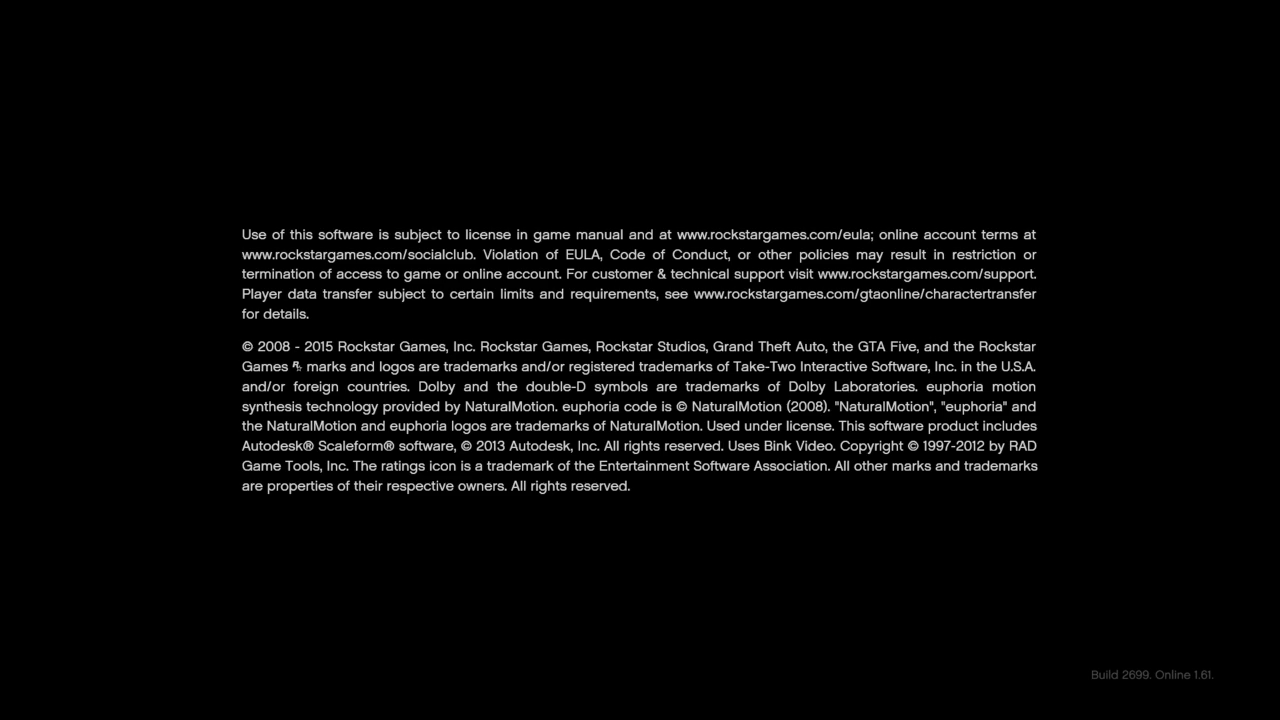 Use of this software is subject to license in game manual and at www.rockstargames.com/eula; online account terms at
www.rockstargames.com/socialclub. Violation of EULA, Code of Conduct, or other policies may result in restriction or
termination of access to game or online account. For customer & technical support visit www.rockstargames.com/support.
Player data transfer subject to certain limits and requirements, see www.rockstargames.com/gtaonline/charactertransfer
for details.
© 2008 - 2015 Rockstar Games, Inc. Rockstar Games, Rockstar Studios, Grand Theft Auto, the GTA Five, and the Rockstar
Games R* marks and logos are trademarks and/or registered trademarks of Take-Two Interactive Software, Inc. in the U.S.A.
and/or foreign countries. Dolby and the double-D symbols are trademarks of Dolby Laboratories. euphoria motion
synthesis technology provided by NaturalMotion. euphoria code is © NaturalMotion (2008). "NaturalMotion", "euphoria" and
the NaturalMotion and euphoria logos are trademarks of NaturalMotion. Used under license. This software product includes
Autodesk® Scaleform® software, © 2013 Autodesk, Inc. All rights reserved. Uses Bink Video. Copyright © 1997-2012 by RAD
Game Tools, Inc. The ratings icon is a trademark of the Entertainment Software Association. All other marks and trademarks
are properties of their respective owners. All rights reserved.
Build 2699. Online 1.61.